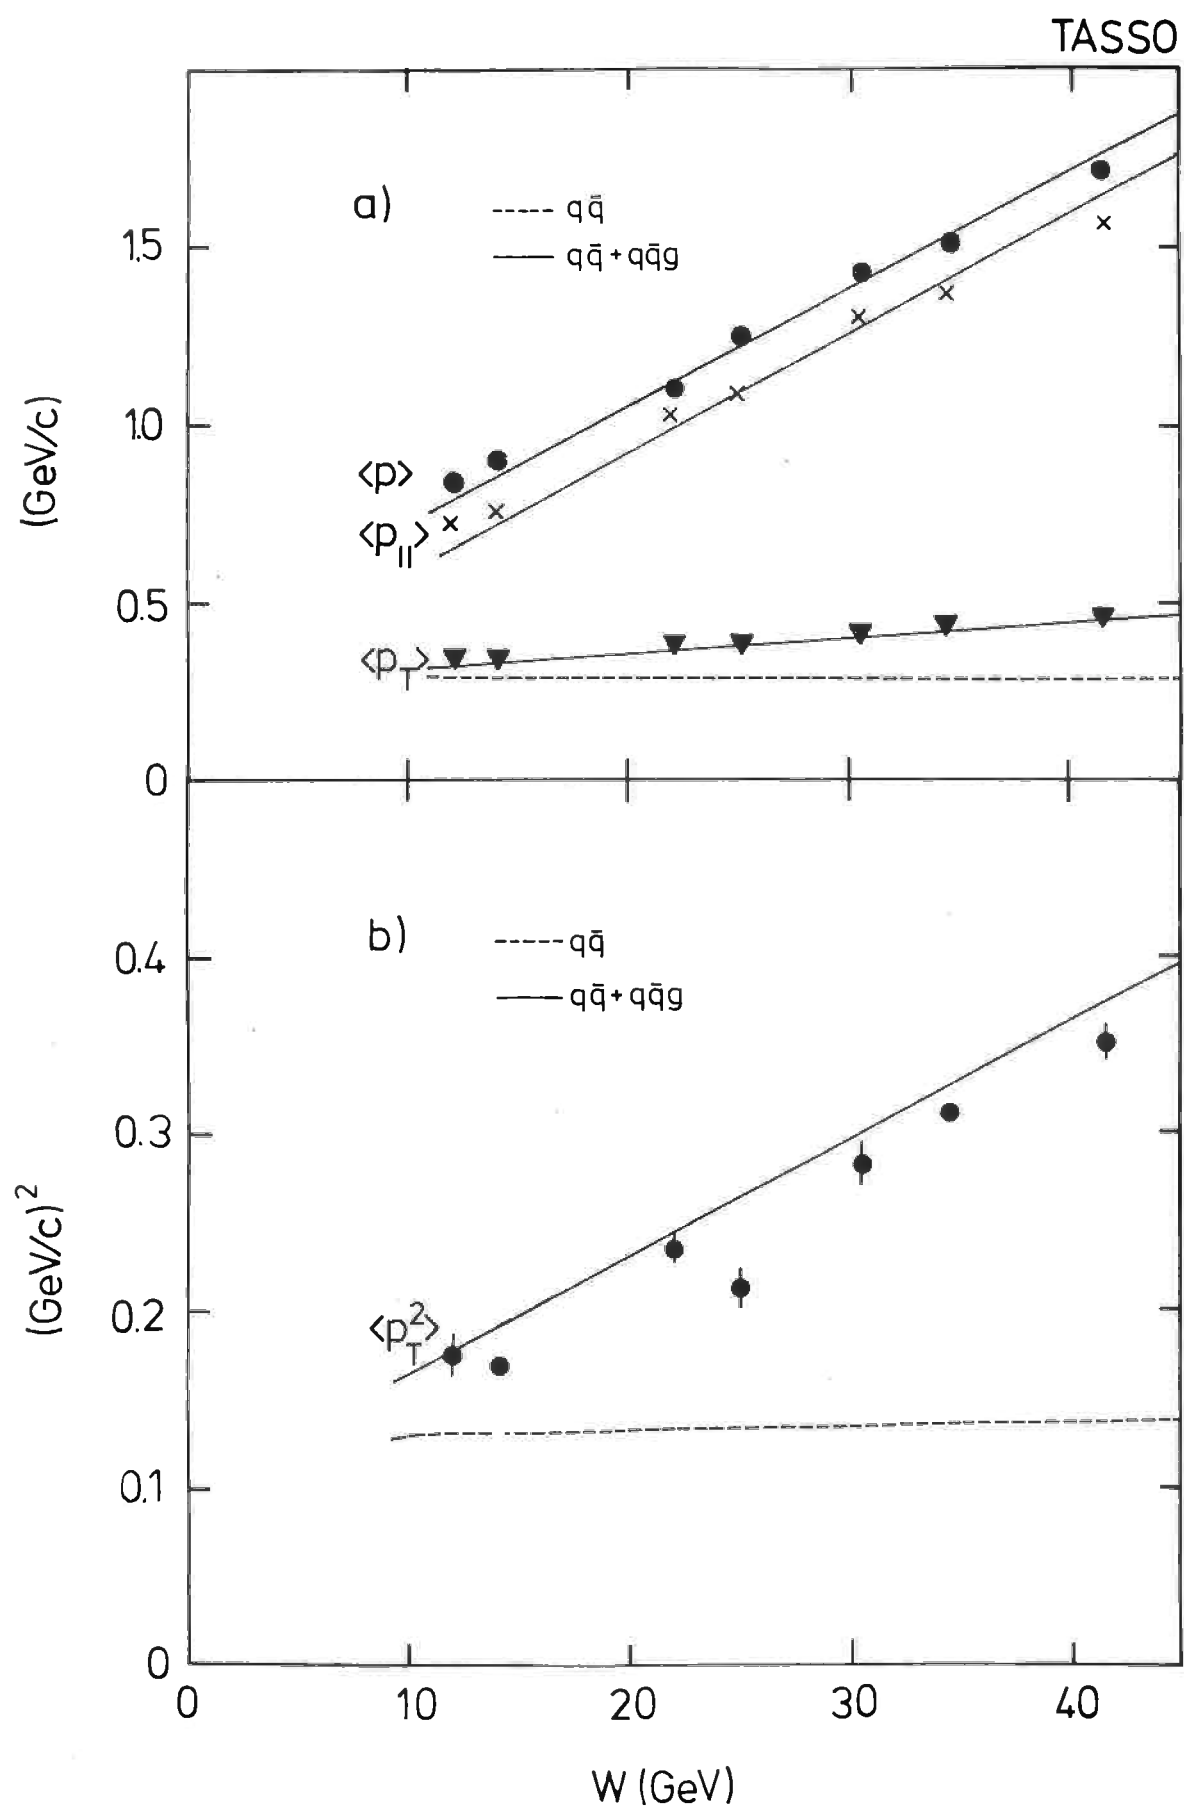 TASSO
a)
----- qq̄
—— qq̄ + qq̄g
1.5
1.0
0.5
0
(GeV/c)
<p>
<p||>
<pT>
b)
------ qq̄
—— qq̄ + qq̄g
0.4
0.3
0.2
0.1
0
(GeV/c)²
<pT²>
0 10 20 30 40
W (GeV)